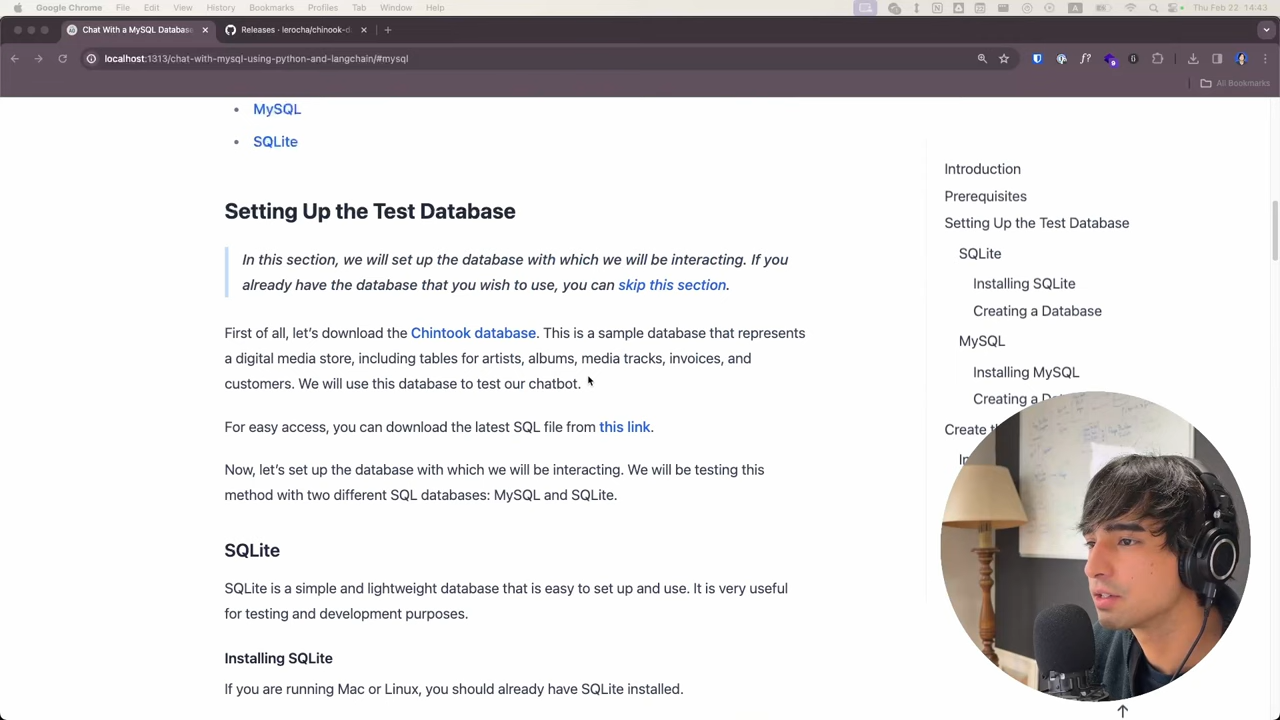 Google Chrome File Edit View History Bookmarks Profiles Tab Window Help Thu Feb 22 14:43
Chat With a MySQL Database
Releases · lerocha/chinook-d
localhost:1313/chat-with-mysql-using-python-and-langchain/#mysql
All Bookmarks
MySQL
SQLite
Setting Up the Test Database
In this section, we will set up the database with which we will be interacting. If you
already have the database that you wish to use, you can skip this section.
First of all, let's download the Chintook database. This is a sample database that represents
a digital media store, including tables for artists, albums, media tracks, invoices, and
customers. We will use this database to test our chatbot.
For easy access, you can download the latest SQL file from this link.
Now, let's set up the database with which we will be interacting. We will be testing this
method with two different SQL databases: MySQL and SQLite.
SQLite
SQLite is a simple and lightweight database that is easy to set up and use. It is very useful
for testing and development purposes.
Installing SQLite
If you are running Mac or Linux, you should already have SQLite installed.
Introduction
Prerequisites
Setting Up the Test Database
SQLite
Installing SQLite
Creating a Database
MySQL
Installing MySQL
Creating a Da
Create t